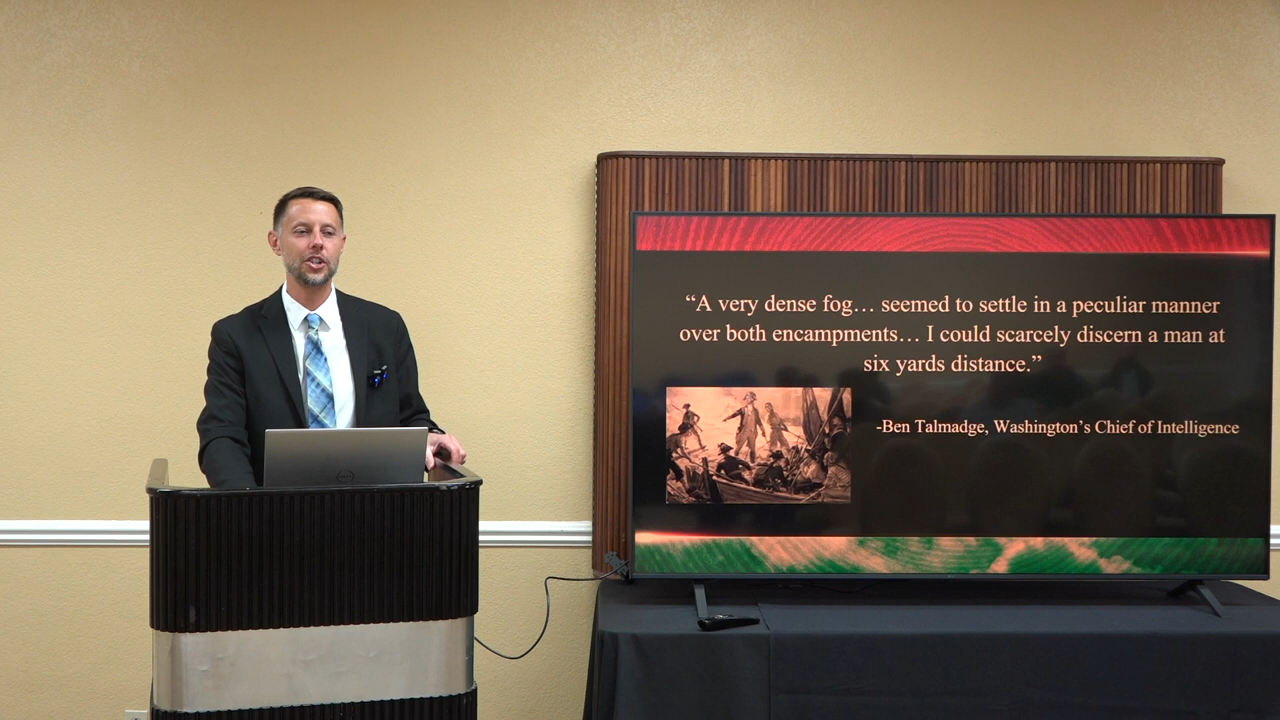 “A very dense fog… seemed to settle in a peculiar manner
over both encampments… I could scarcely discern a man at
six yards distance.”
-Ben Talmadge, Washington’s Chief of Intelligence